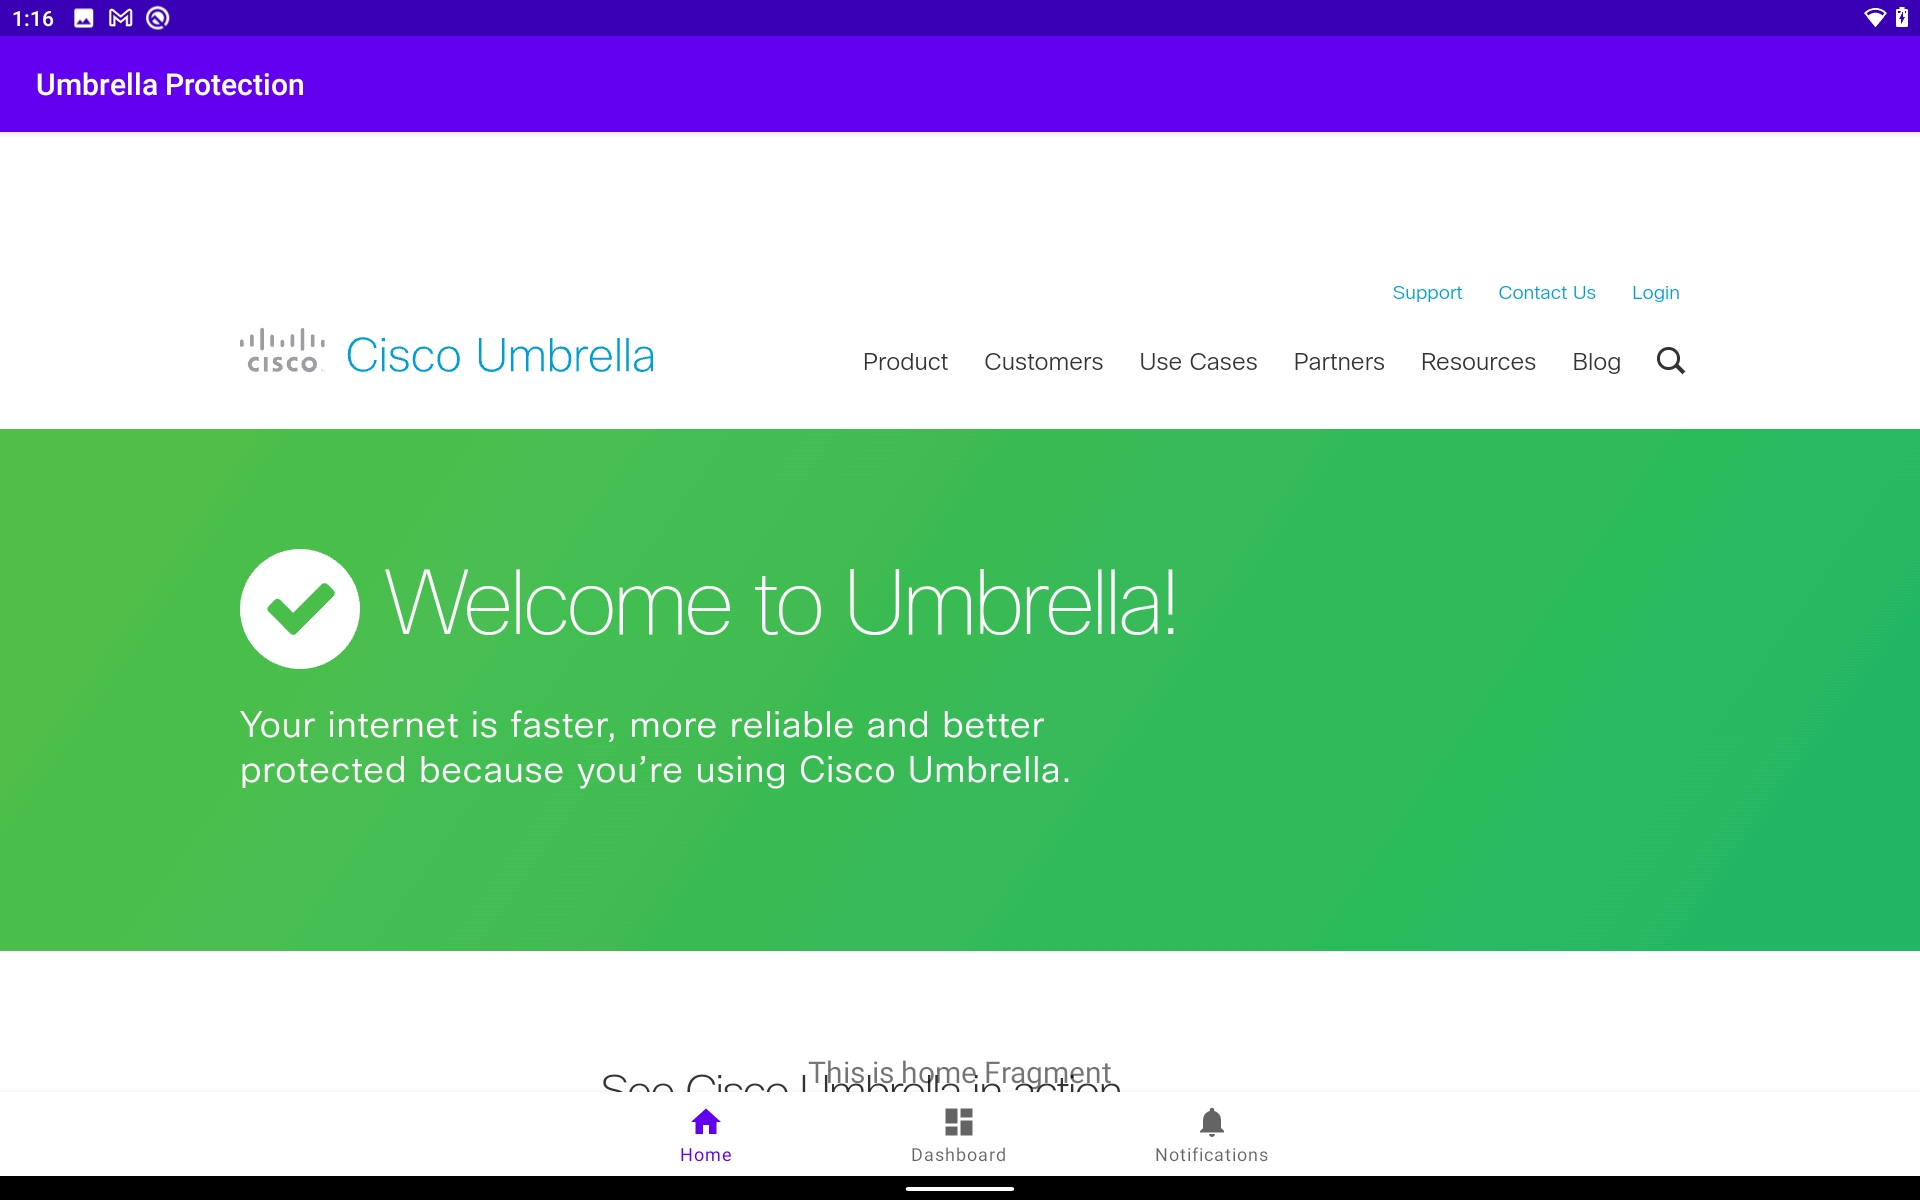 1:16
Umbrella Protection
Support Contact Us Login
cisco Cisco Umbrella
Product Customers Use Cases Partners Resources Blog
Welcome to Umbrella!
Your internet is faster, more reliable and better
protected because you’re using Cisco Umbrella.
This is home Fragment
See Cisco Umbrella in action
Home Dashboard Notifications